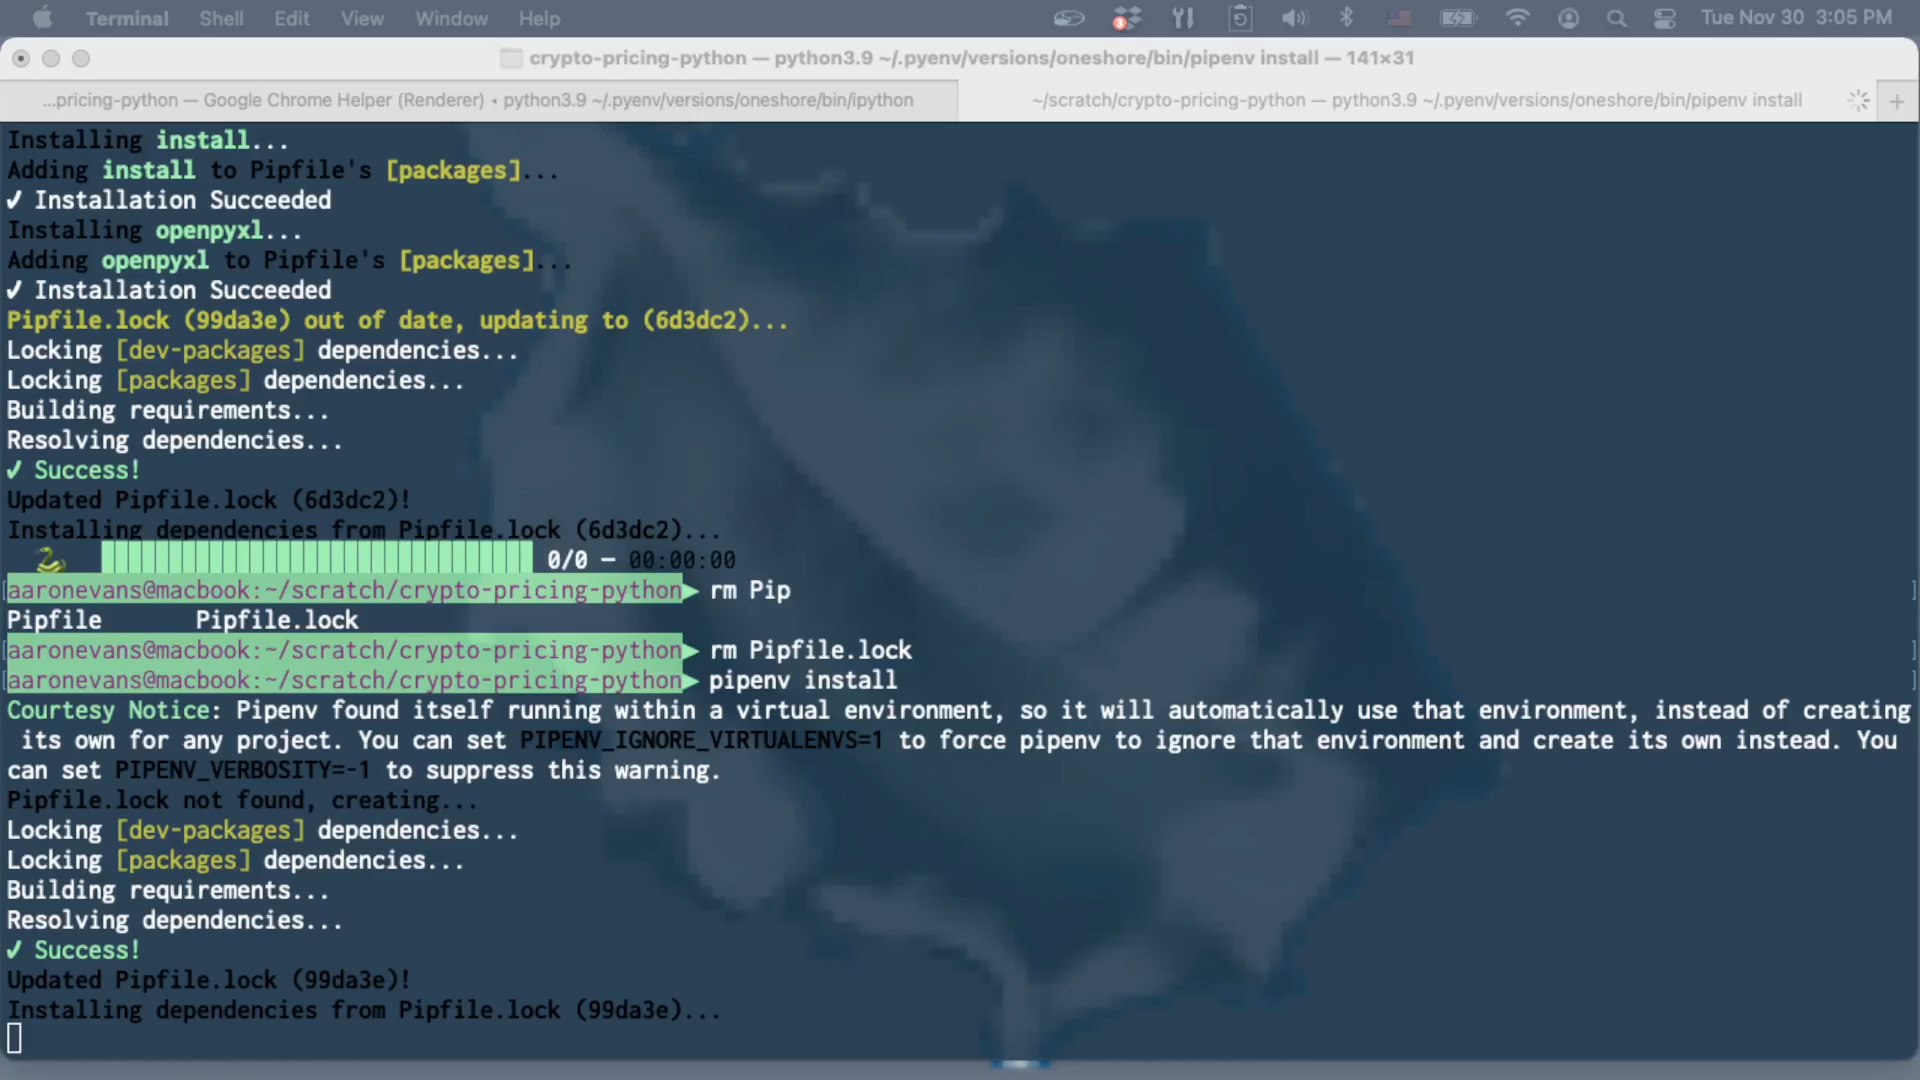 Terminal Shell Edit View Window Help 3 Tue Nov 30 3:05 PM
crypto-pricing-python — python3.9 ~/.pyenv/versions/oneshore/bin/pipenv install — 141×31
...pricing-python — Google Chrome Helper (Renderer) ◂ python3.9 ~/.pyenv/versions/oneshore/bin/ipython
~/scratch/crypto-pricing-python — python3.9 ~/.pyenv/versions/oneshore/bin/pipenv install
Installing install...
Adding install to Pipfile's [packages]...
✔ Installation Succeeded
Installing openpyxl...
Adding openpyxl to Pipfile's [packages]...
✔ Installation Succeeded
Pipfile.lock (99da3e) out of date, updating to (6d3dc2)...
Locking [dev-packages] dependencies...
Locking [packages] dependencies...
Building requirements...
Resolving dependencies...
✔ Success!
Updated Pipfile.lock (6d3dc2)!
Installing dependencies from Pipfile.lock (6d3dc2)...
0/0 — 00:00:00
aaronevans@macbook:~/scratch/crypto-pricing-python rm Pip
Pipfile Pipfile.lock
aaronevans@macbook:~/scratch/crypto-pricing-python rm Pipfile.lock
aaronevans@macbook:~/scratch/crypto-pricing-python pipenv install
Courtesy Notice: Pipenv found itself running within a virtual environment, so it will automatically use that environment, instead of creating
its own for any project. You can set PIPENV_IGNORE_VIRTUALENVS=1 to force pipenv to ignore that environment and create its own instead. You
can set PIPENV_VERBOSITY=-1 to suppress this warning.
Pipfile.lock not found, creating...
Locking [dev-packages] dependencies...
Locking [packages] dependencies...
Building requirements...
Resolving dependencies...
✔ Success!
Updated Pipfile.lock (99da3e)!
Installing dependencies from Pipfile.lock (99da3e)...